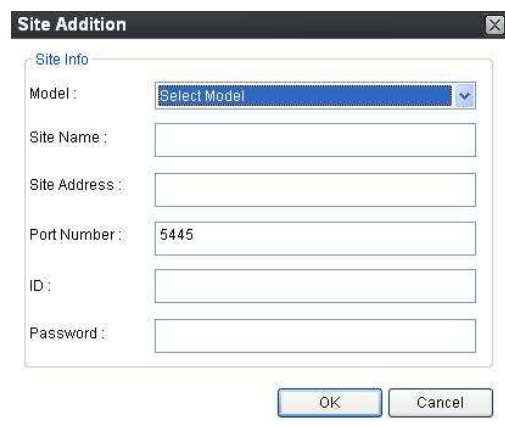 Site Addition
Site Info
Model : Select Model
Site Name :
Site Address :
Port Number : 5445
ID :
Password :
OK Cancel